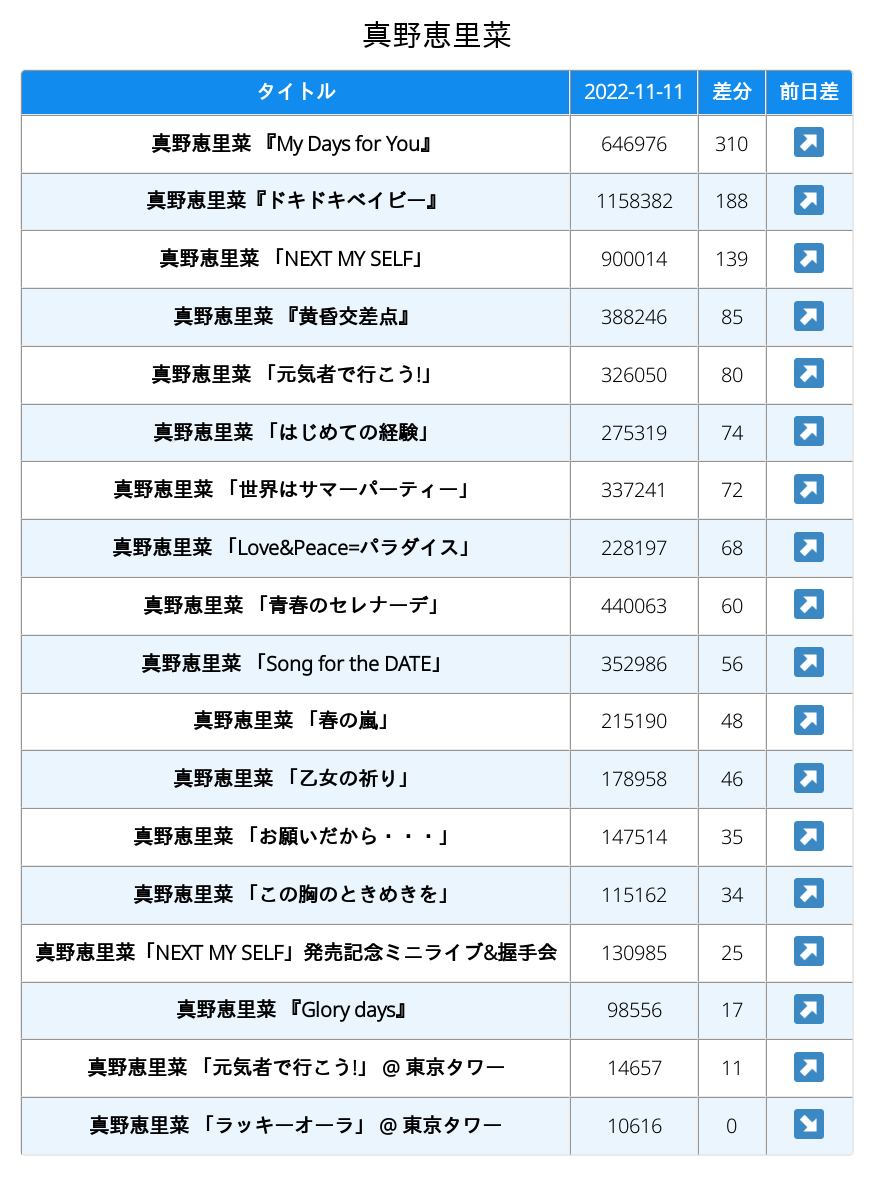 真野恵里菜
タイトル 2022-11-11 差分 前日差
真野恵里菜 『My Days for You』 646976 310 ↗
真野恵里菜『ドキドキベイビー』 1158382 188 ↗
真野恵里菜 「NEXT MY SELF」 900014 139 ↗
真野恵里菜 『黄昏交差点』 388246 85 ↗
真野恵里菜 「元気者で行こう!」 326050 80 ↗
真野恵里菜 「はじめての経験」 275319 74 ↗
真野恵里菜 「世界はサマーパーティー」 337241 72 ↗
真野恵里菜 「Love&Peace=パラダイス」 228197 68 ↗
真野恵里菜 「青春のセレナーデ」 440063 60 ↗
真野恵里菜 「Song for the DATE」 352986 56 ↗
真野恵里菜 「春の嵐」 215190 48 ↗
真野恵里菜 「乙女の祈り」 178958 46 ↗
真野恵里菜 「お願いだから・・・」 147514 35 ↗
真野恵里菜 「この胸のときめきを」 115162 34 ↗
真野恵里菜「NEXT MY SELF」発売記念ミニライブ&握手会 130985 25 ↗
真野恵里菜 『Glory days』 98556 17 ↗
真野恵里菜 「元気者で行こう!」 @ 東京タワー 14657 11 ↗
真野恵里菜 「ラッキーオーラ」 @ 東京タワー 10616 0 ↘